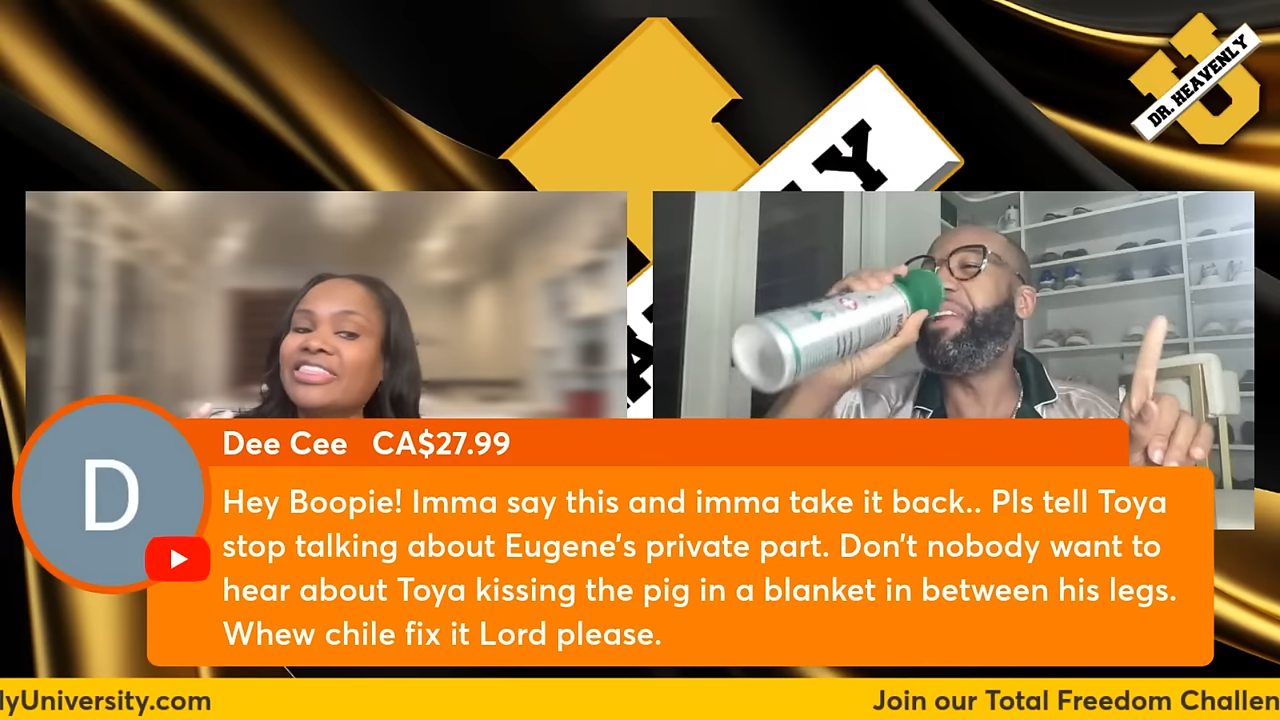 DR. HEAVENLY
LY
Dee Cee CA$27.99
D
Hey Boopie! Imma say this and imma take it back.. Pls tell Toya
stop talking about Eugene's private part. Don't nobody want to
hear about Toya kissing the pig in a blanket in between his legs.
Whew chile fix it Lord please.
lyUniversity.com
Join our Total Freedom Challen